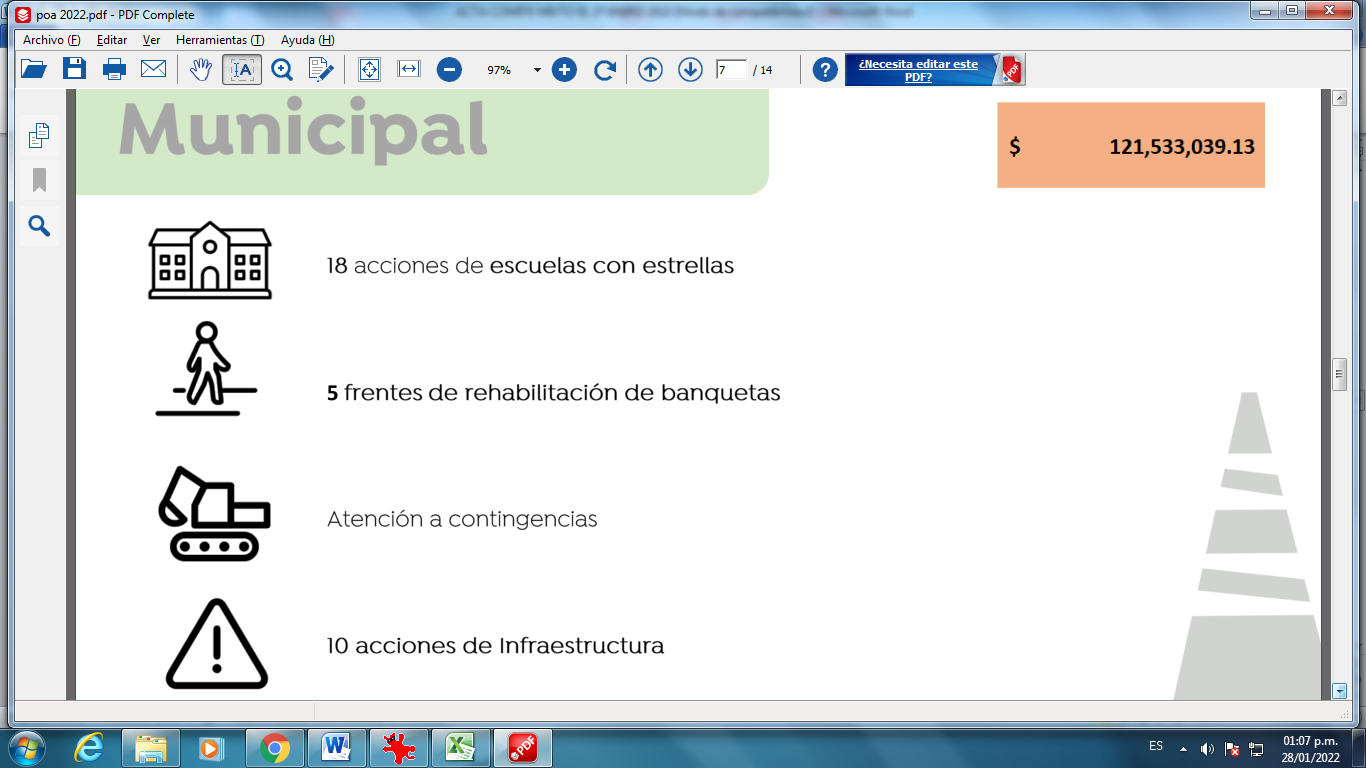 poa 2022.pdf - PDF Complete
Archivo (F) Editar Ver Herramientas (T) Ayuda (H)
97% 7 / 14 ¿Necesita editar este PDF?
PDF
Municipal
$ 121,533,039.13
18 acciones de escuelas con estrellas
5 frentes de rehabilitación de banquetas
Atención a contingencias
10 acciones de Infraestructura
ES 01:07 p.m.
28/01/2022